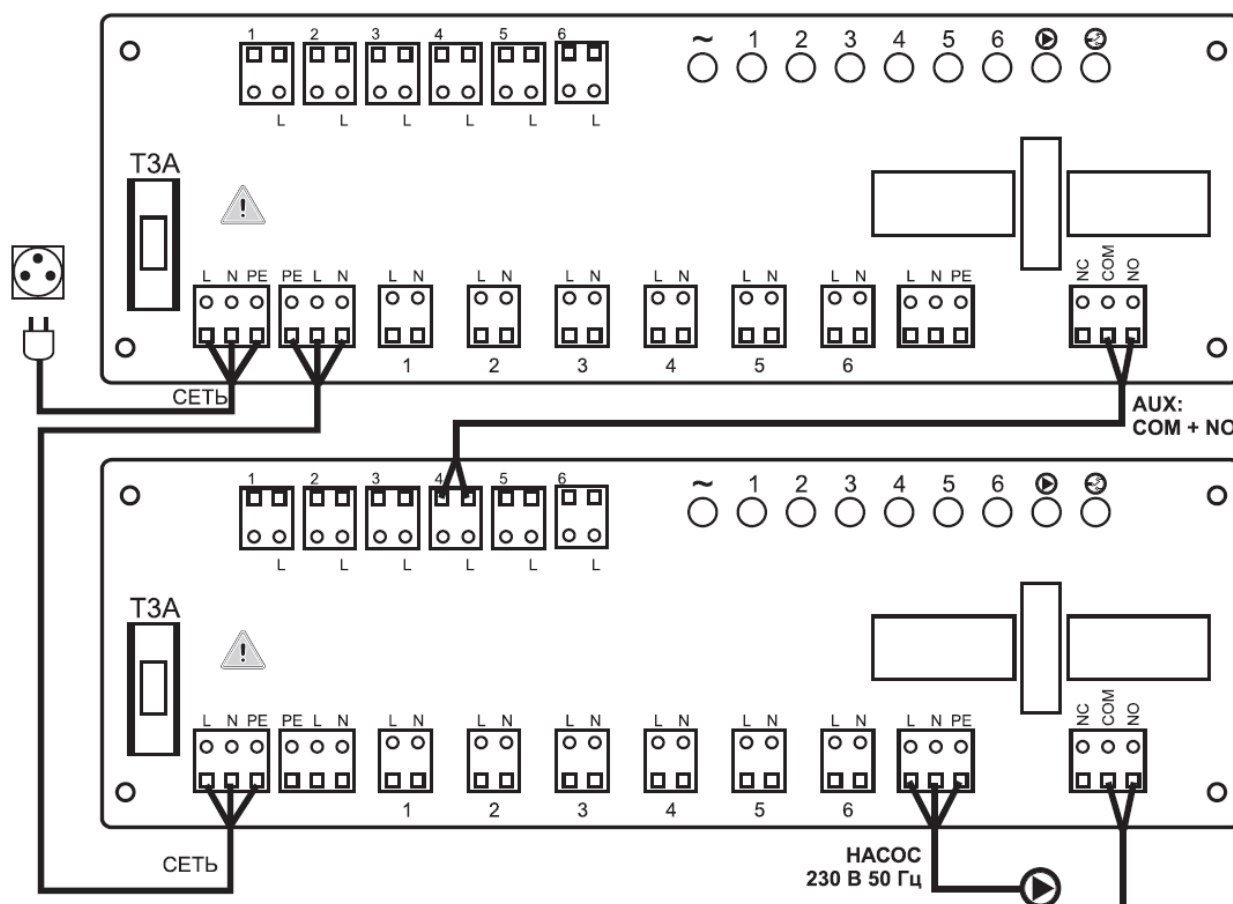 1 2 3 4 5 6 ~ 1 2 3 4 5 6
L L L L L L
T3A
L N PE PE L N L N L N L N L N L N L N L N PE NC COM NO
1 2 3 4 5 6
СЕТЬ
AUX:
COM + NO
1 2 3 4 5 6 ~ 1 2 3 4 5 6
L L L L L L
T3A
L N PE PE L N L N L N L N L N L N L N L N PE NC COM NO
1 2 3 4 5 6
СЕТЬ
НАСОС
230 В 50 Гц